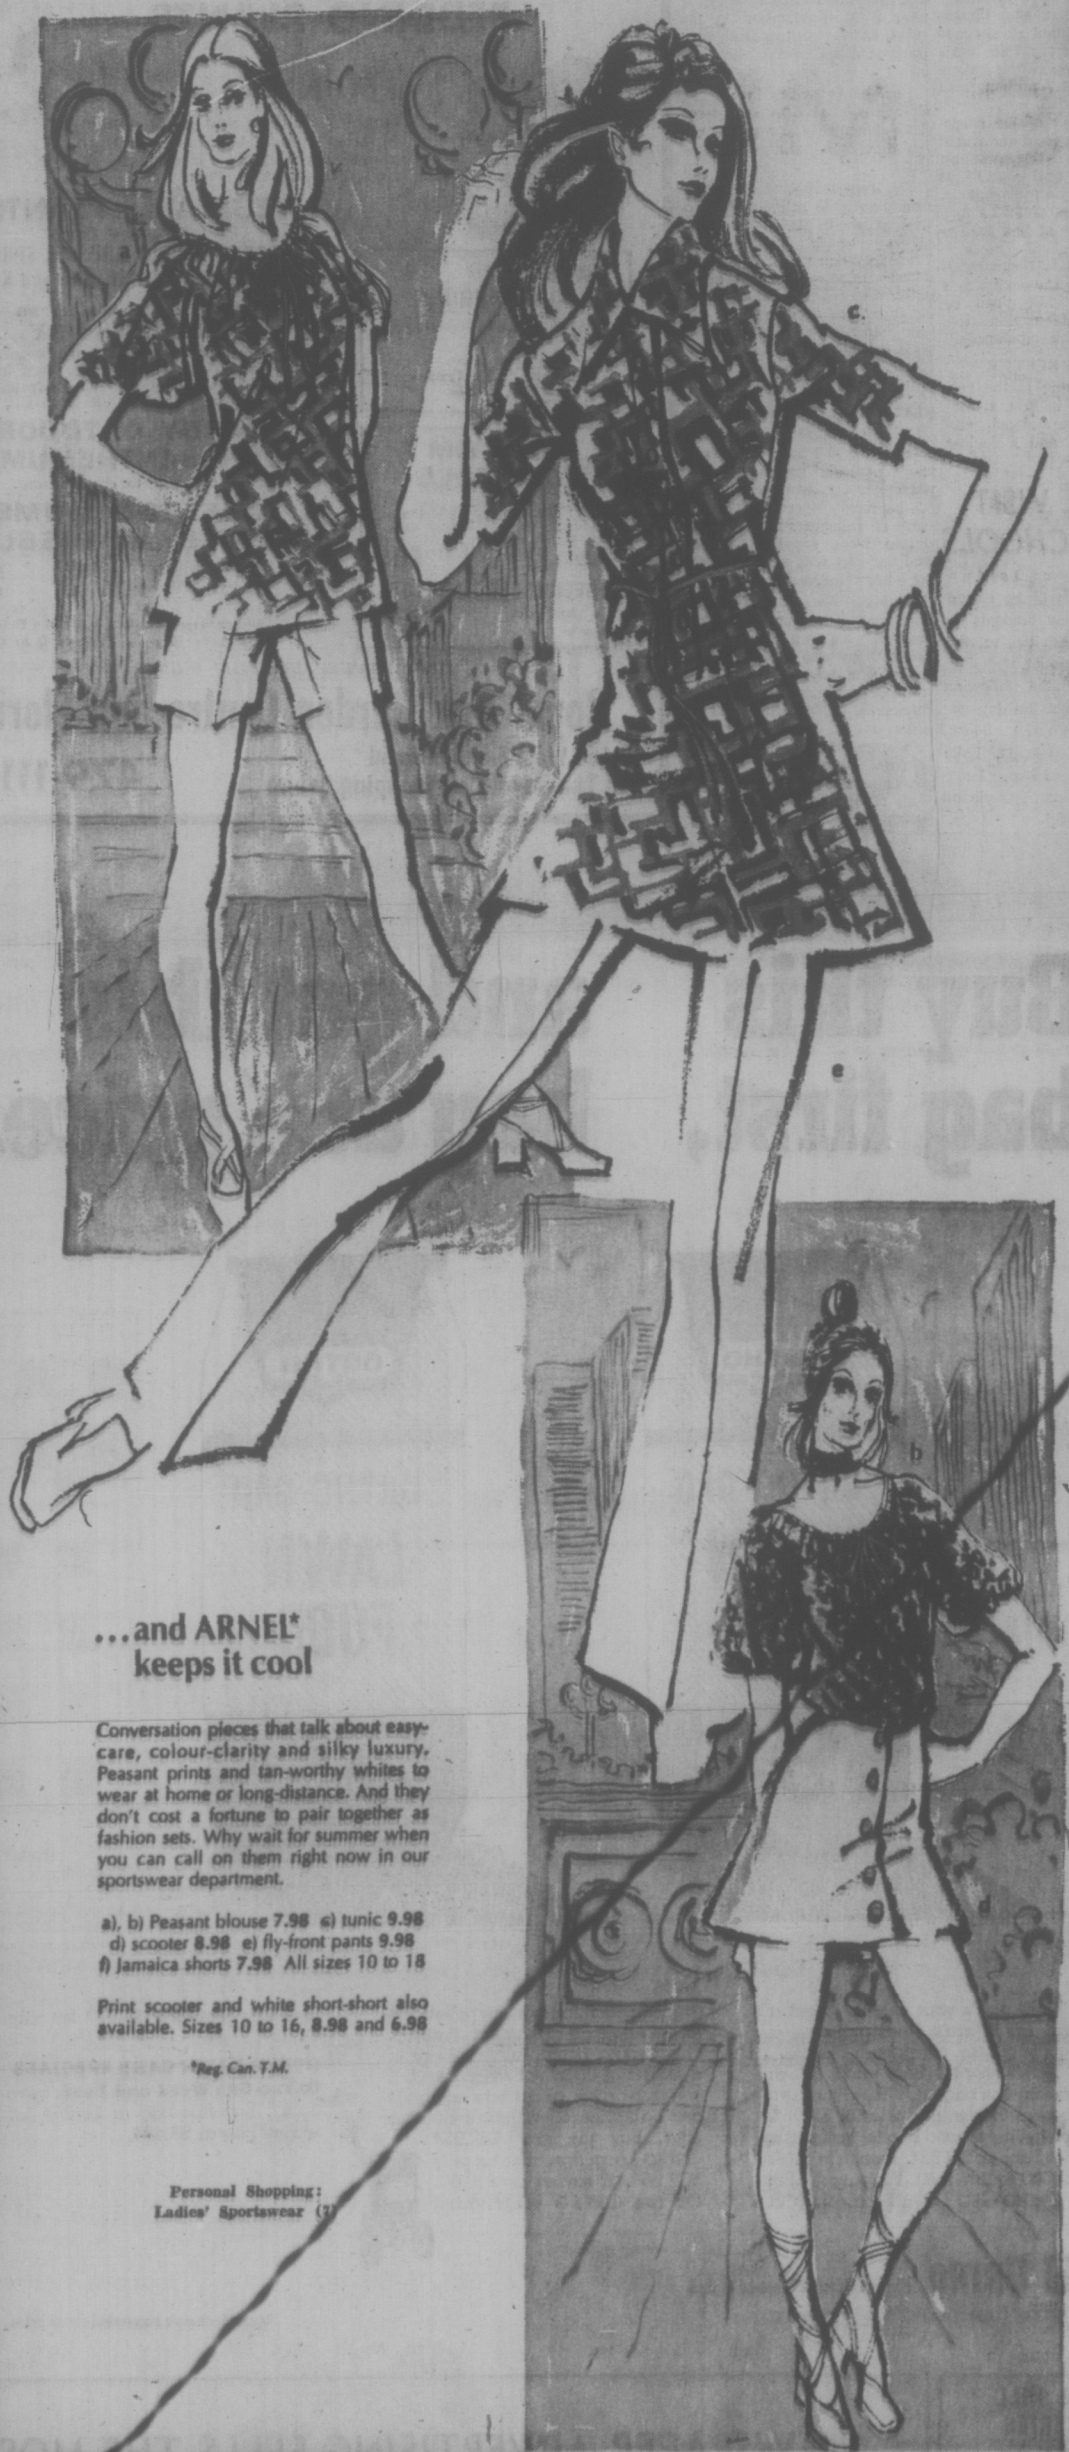 a
c.
e
b
d
...and ARNEL*
keeps it cool
Conversation pieces that talk about easy-
care, colour-clarity and silky luxury.
Peasant prints and tan-worthy whites to
wear at home or long-distance. And they
don't cost a fortune to pair together as
fashion sets. Why wait for summer when
you can call on them right now in our
sportswear department.
a), b) Peasant blouse 7.98 c) tunic 9.98
d) scooter 8.98 e) fly-front pants 9.98
f) Jamaica shorts 7.98 All sizes 10 to 18
Print scooter and white short-short also
available. Sizes 10 to 16, 8.98 and 6.98
*Reg. Can. T.M.
Personal Shopping:
Ladies' Sportswear (7)